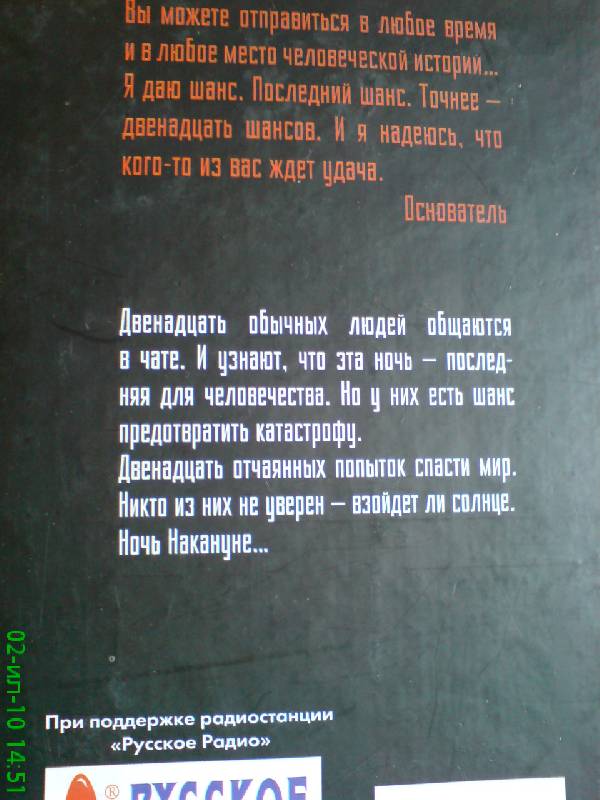 Вы можете отправиться в любое время
и в любое место человеческой истории...
Я даю шанс. Последний шанс. Точнее –
двенадцать шансов. И я надеюсь, что
кого-то из вас ждет удача.
Основатель
Двенадцать обычных людей общаются
в чате. И узнают, что эта ночь – послед-
няя для человечества. Но у них есть шанс
предотвратить катастрофу.
Двенадцать отчаянных попыток спасти мир.
Никто из них не уверен – взойдет ли солнце.
Ночь Накануне...
При поддержке радиостанции
«Русское Радио»
® РУССКОЕ
02-июл-10 14:51